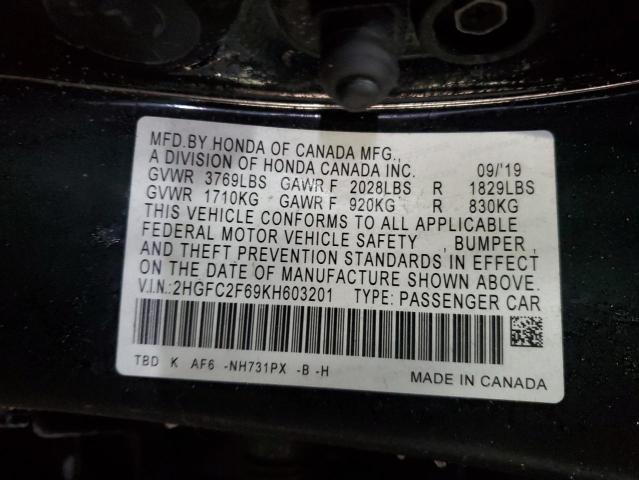 MFD.BY HONDA OF CANADA MFG.,
A DIVISION OF HONDA CANADA INC. 09/'19
GVWR 3769LBS GAWR F 2028LBS R 1829LBS
GVWR 1710KG GAWR F 920KG R 830KG
THIS VEHICLE CONFORMS TO ALL APPLICABLE
FEDERAL MOTOR VEHICLE SAFETY , BUMPER ,
AND THEFT PREVENTION STANDARDS IN EFFECT
ON THE DATE OF MANUFACTURE SHOWN ABOVE.
V.I.N.:2HGFC2F69KH603201 TYPE: PASSENGER CAR
TBD K AF6 -NH731PX -B -H
MADE IN CANADA